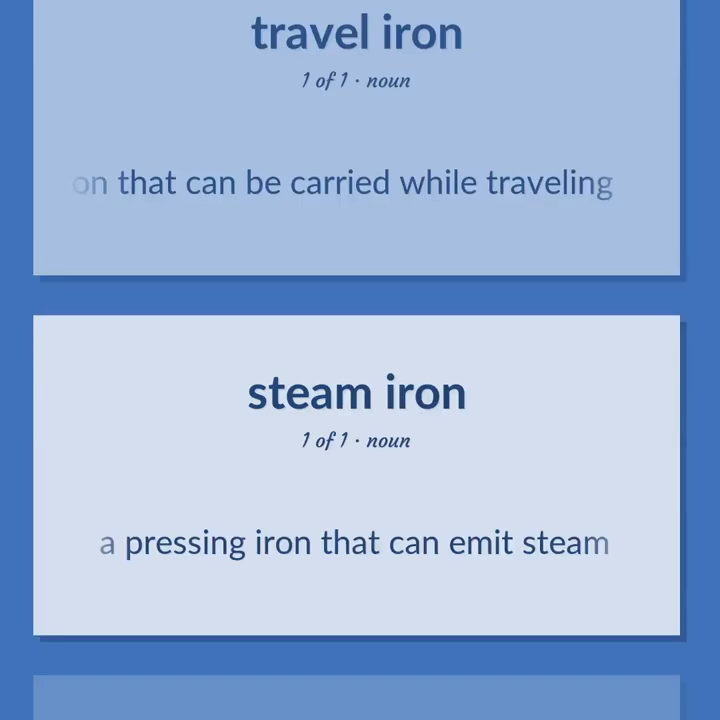 travel iron
1 of 1 · noun
on that can be carried while traveling
steam iron
1 of 1 · noun
a pressing iron that can emit steam